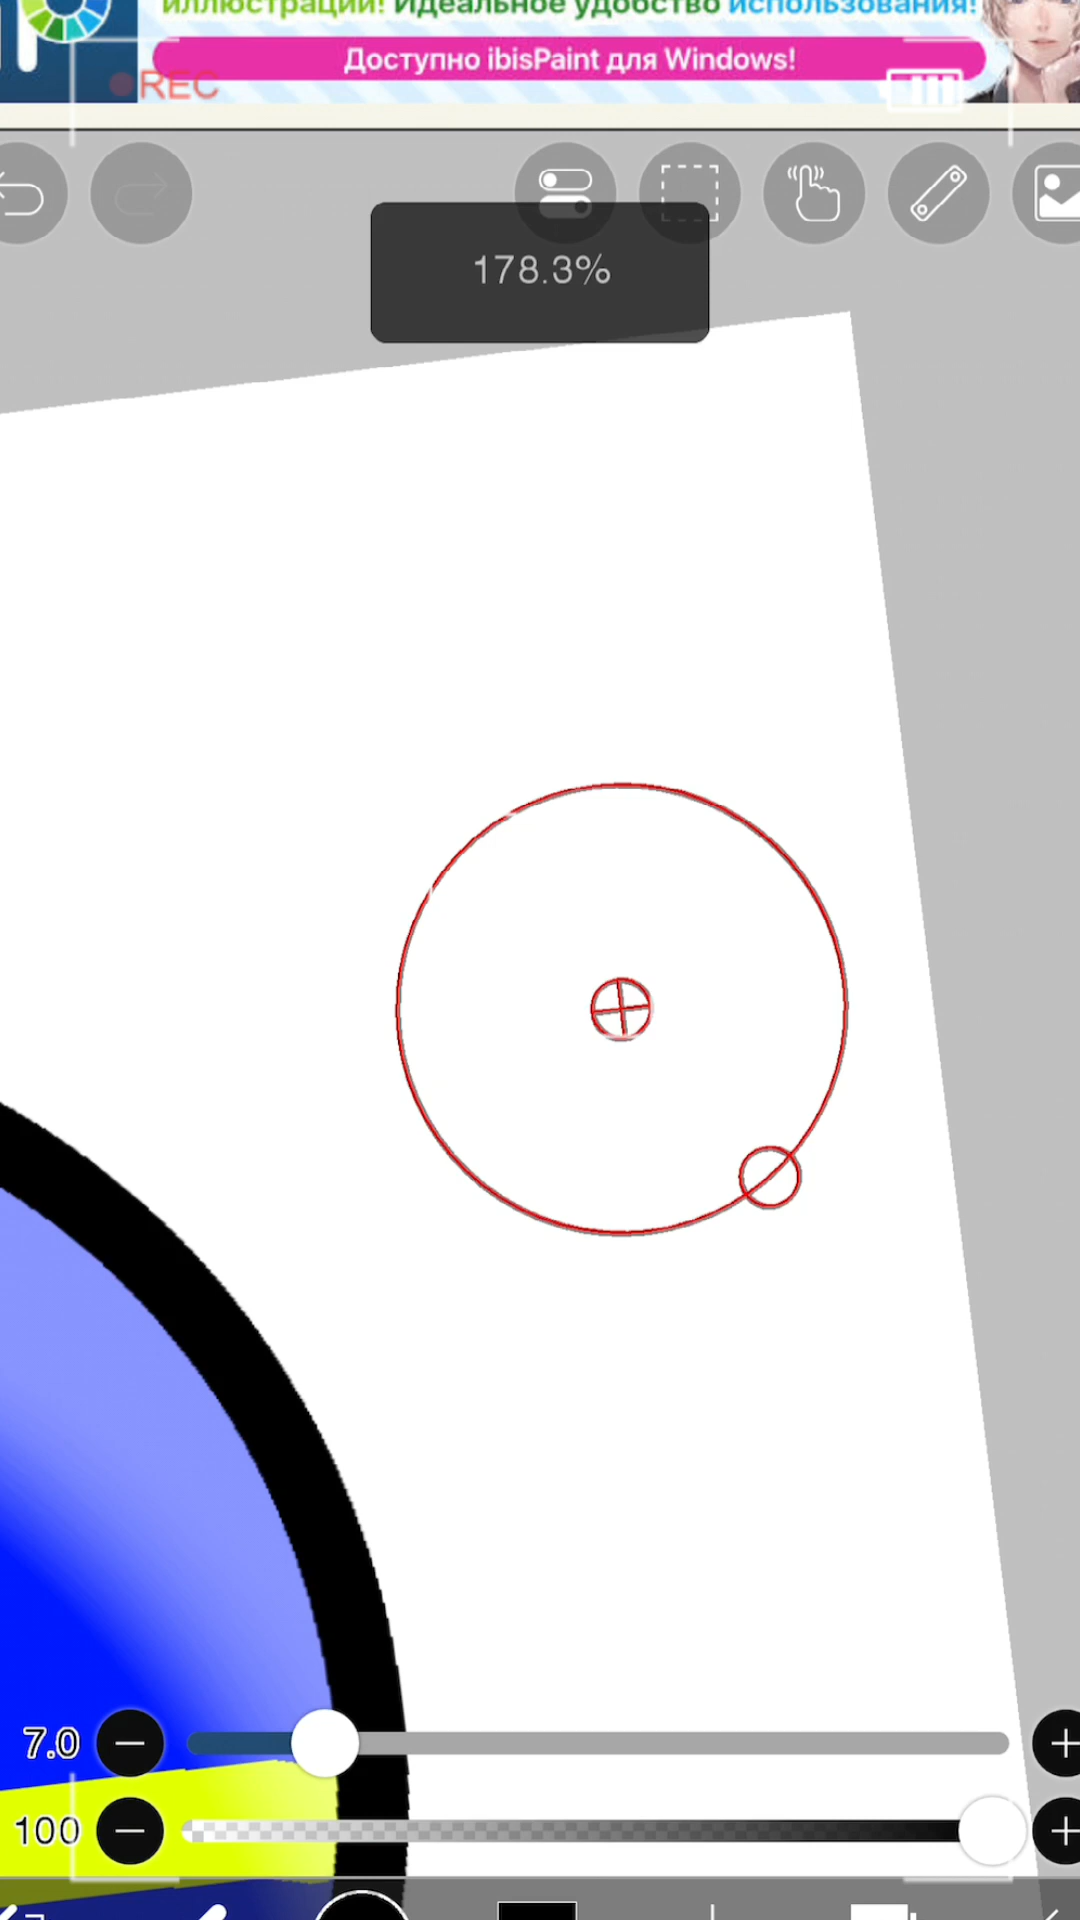 иллюстрации! Идеальное удобство использования!
Доступно ibisPaint для Windows!
REC
178.3%
7.0
100